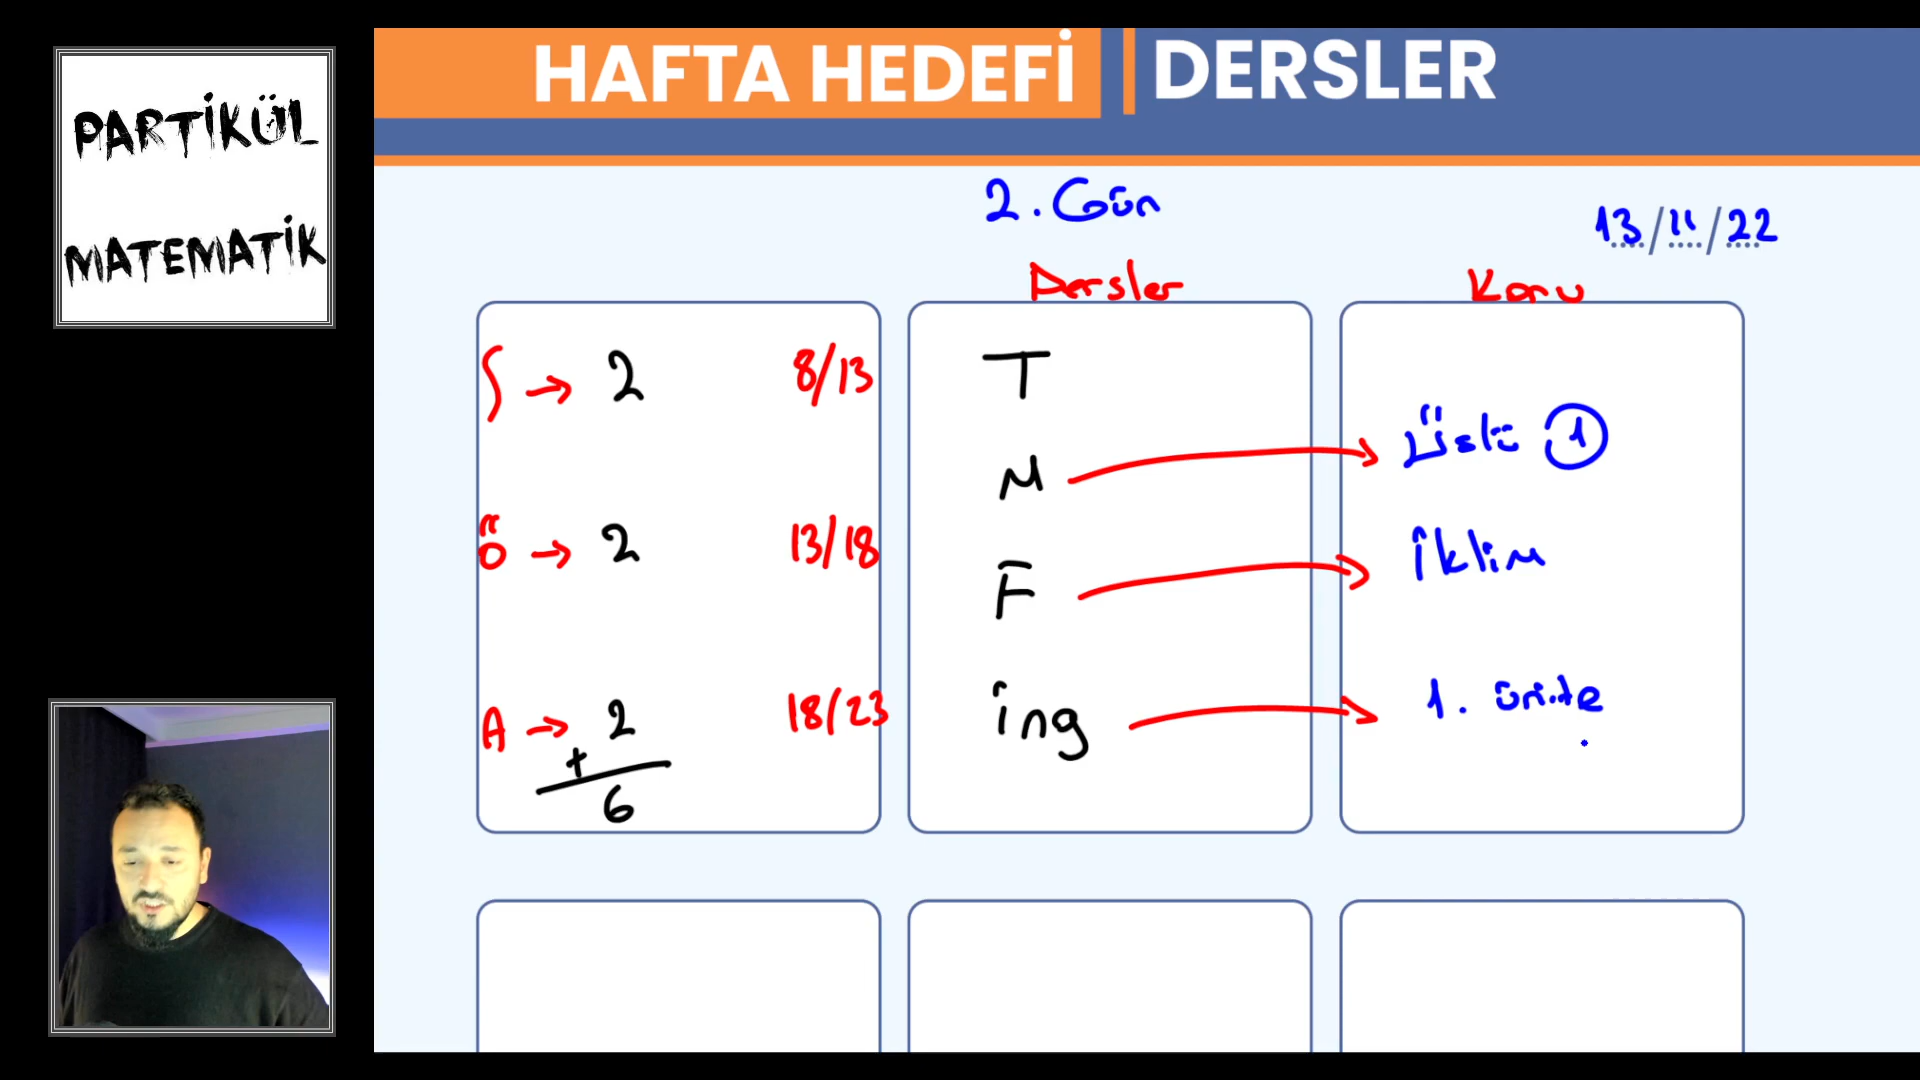 PARTİKÜL
MATEMATİK
HAFTA HEDEFİ | DERSLER
2. Gün
13/11/22
Dersler
Konu
S → 2 8/13
Ö → 2 13/18
A → 2 18/23
+
6
T
M
F
ing
Üslü 1
İklim
1. ünite